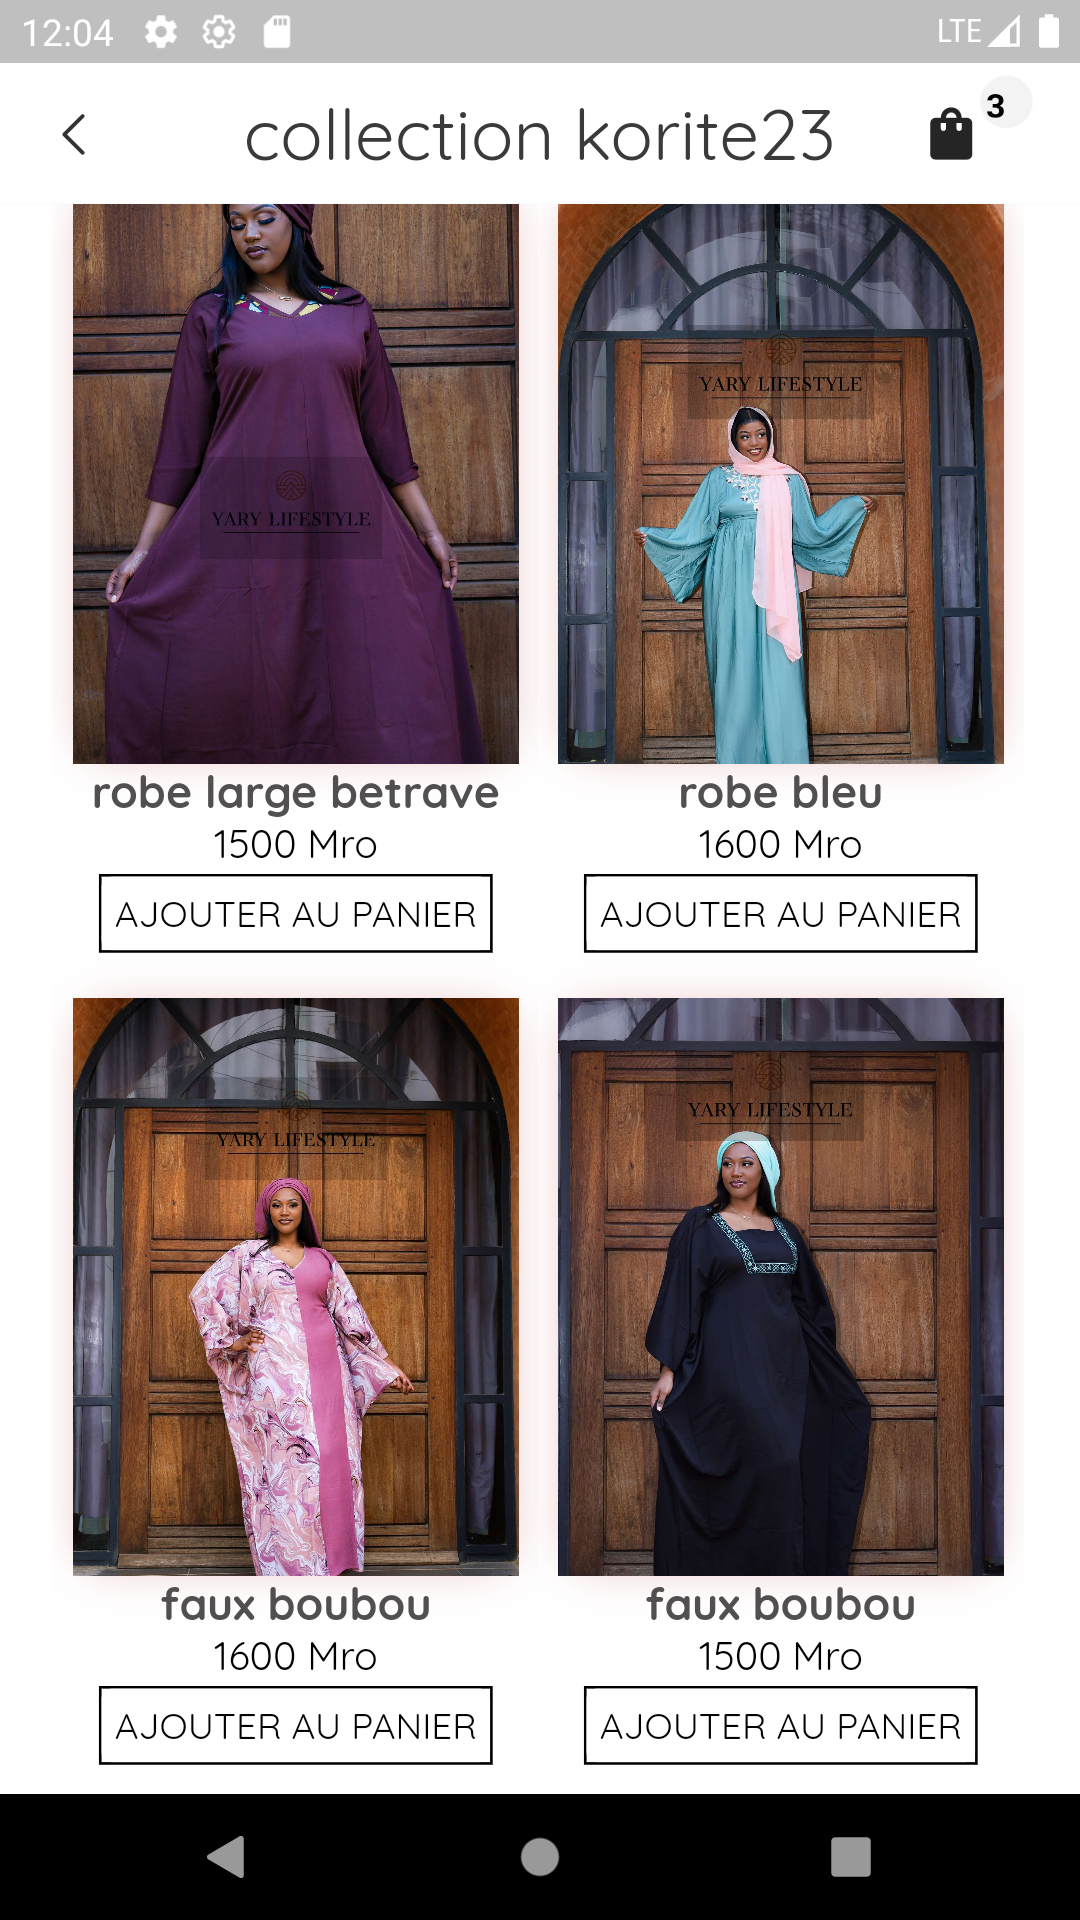 12:04
LTE
collection korite23
3
YARY LIFESTYLE
YARY LIFESTYLE
robe large betrave
robe bleu
1500 Mro
1600 Mro
AJOUTER AU PANIER
AJOUTER AU PANIER
YARY LIFESTYLE
YARY LIFESTYLE
faux boubou
faux boubou
1600 Mro
1500 Mro
AJOUTER AU PANIER
AJOUTER AU PANIER